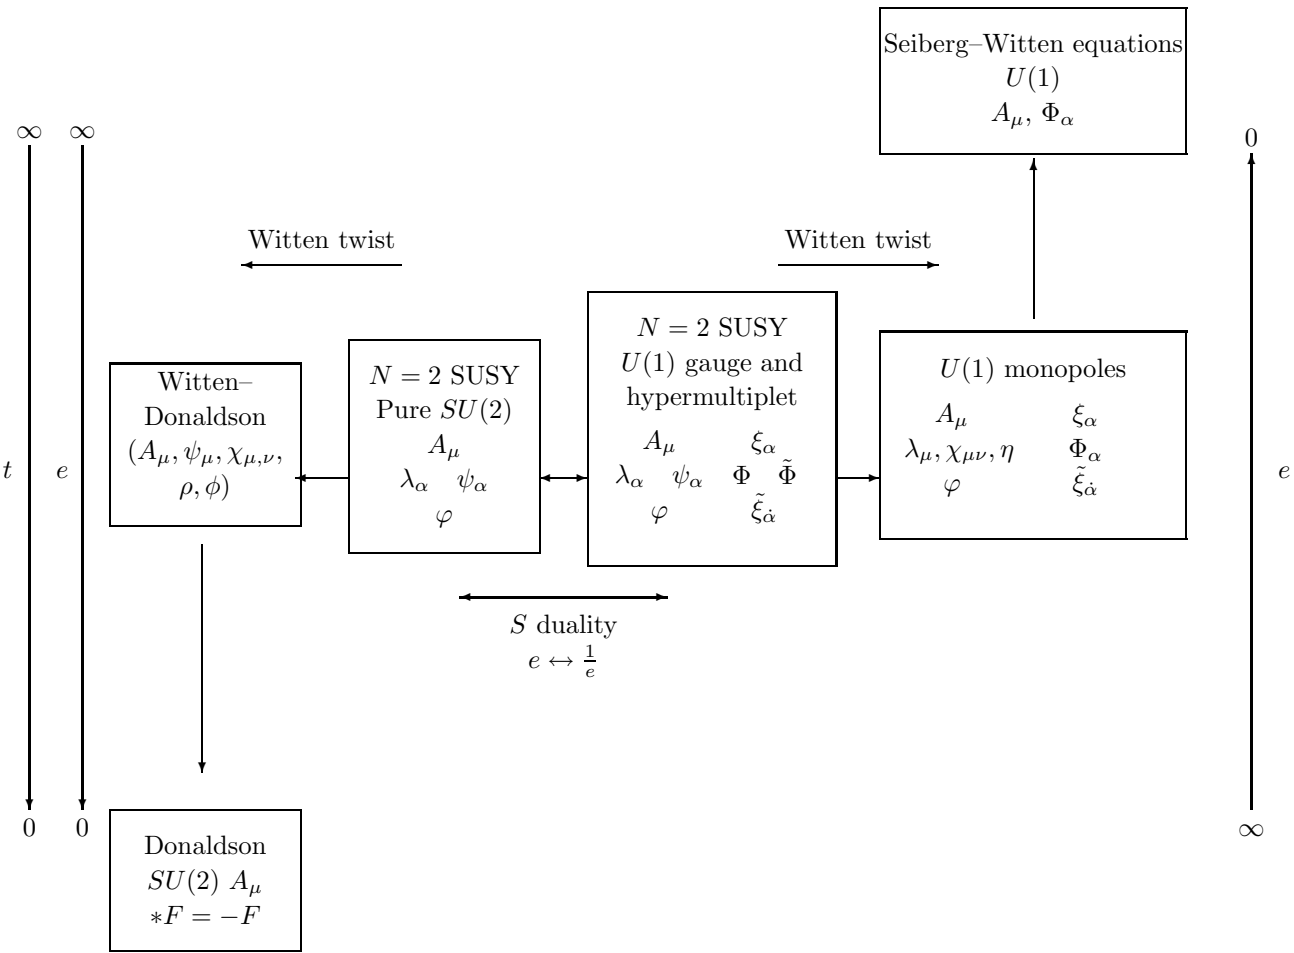 Seiberg–Witten equations
U(1)
A_μ, Φ_α
∞ ∞
0
Witten twist
Witten twist
Witten–
Donaldson
(A_μ, ψ_μ, χ_{μ,ν},
ρ, φ)
N = 2 SUSY
Pure SU(2)
A_μ
λ_α ψ_α
φ
N = 2 SUSY
U(1) gauge and
hypermultiplet
A_μ ξ_α
λ_α ψ_α Φ Φ̃
φ ξ̃_α̇
U(1) monopoles
A_μ ξ_α
λ_μ, χ_{μν}, η Φ_α
φ ξ̃_α̇
t e
e
S duality
e ↔ 1/e
0 0
∞
Donaldson
SU(2) A_μ
∗F = −F